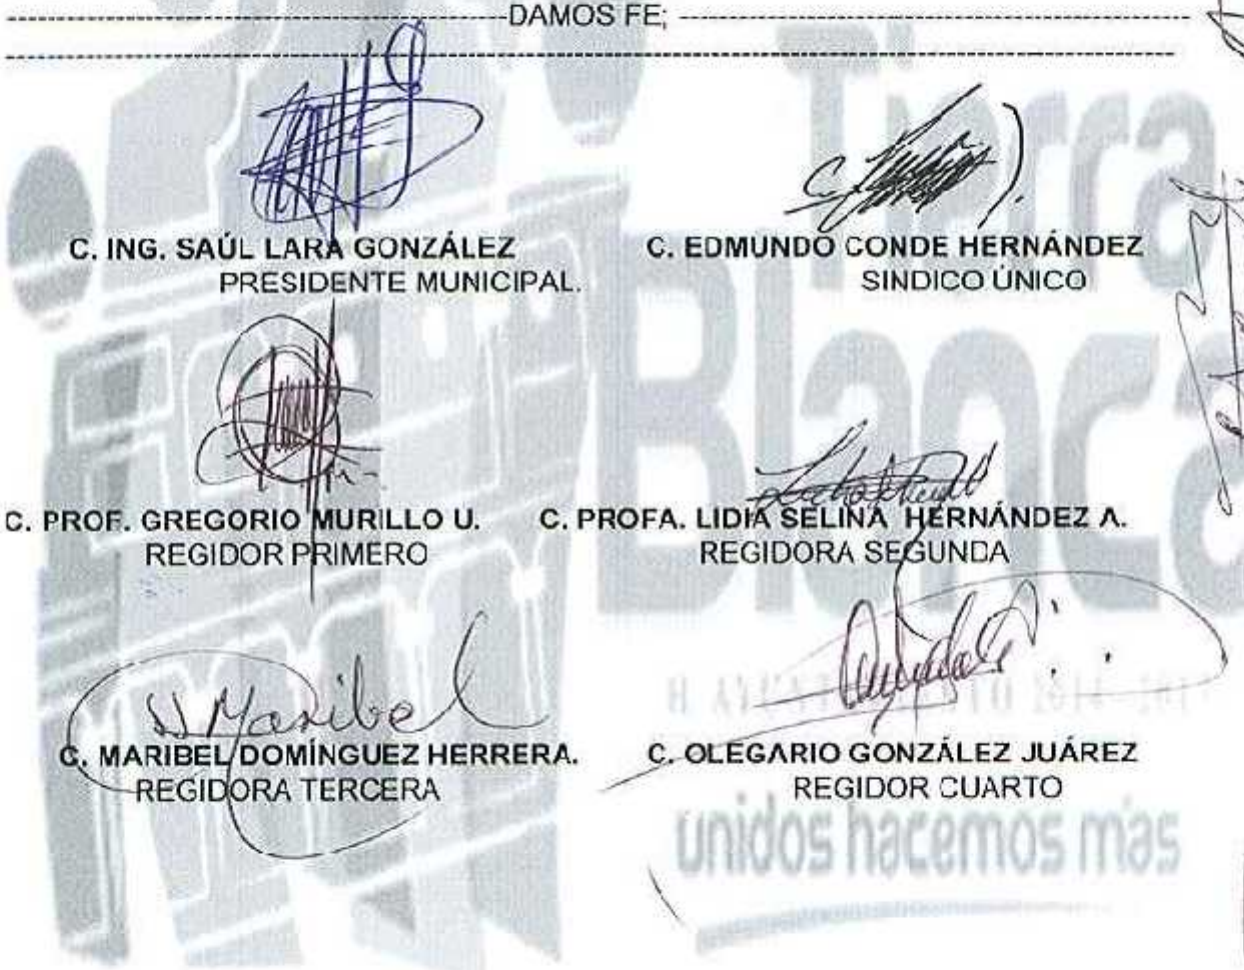 DAMOS FE;
Tierra
Blanca
C. ING. SAÚL LARA GONZÁLEZ
PRESIDENTE MUNICIPAL.
C. EDMUNDO CONDE HERNÁNDEZ
SINDICO ÚNICO
C. PROF. GREGORIO MURILLO U.
REGIDOR PRIMERO
C. PROFA. LIDIA SELINA HERNÁNDEZ A.
REGIDORA SEGUNDA
Maribel
C. MARIBEL DOMÍNGUEZ HERRERA.
REGIDORA TERCERA
C. OLEGARIO GONZÁLEZ JUÁREZ
REGIDOR CUARTO
unidos hacemos más